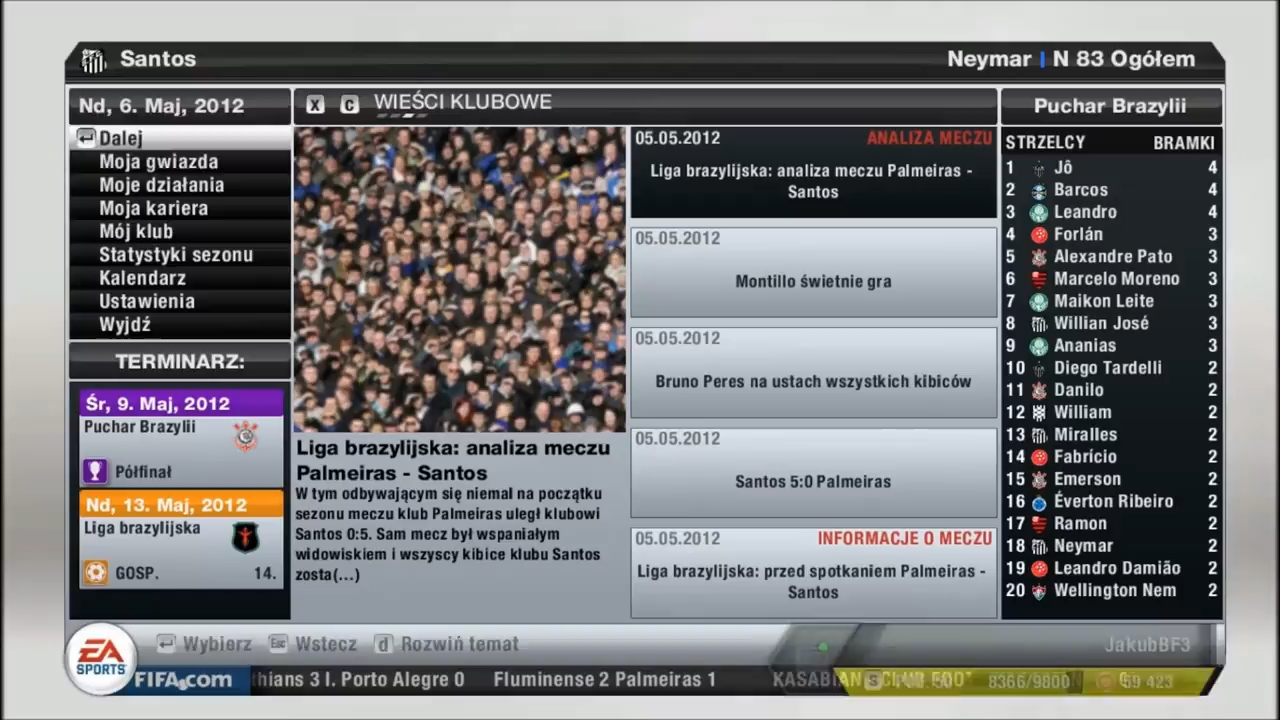 Santos
Neymar | N 83 Ogółem
Nd, 6. Maj, 2012
Dalej
Moja gwiazda
Moje działania
Moja kariera
Mój klub
Statystyki sezonu
Kalendarz
Ustawienia
Wyjdź
TERMINARZ:
Śr, 9. Maj, 2012
Puchar Brazylii
Półfinał
Nd, 13. Maj, 2012
Liga brazylijska
GOSP. 14.
X C WIEŚCI KLUBOWE
Liga brazylijska: analiza meczu
Palmeiras - Santos
W tym odbywającym się niemal na początku
sezonu meczu klub Palmeiras uległ klubowi
Santos 0:5. Sam mecz był wspaniałym
widowiskiem i wszyscy kibice klubu Santos
zosta(...)
05.05.2012 ANALIZA MECZU
Liga brazylijska: analiza meczu Palmeiras -
Santos
05.05.2012
Montillo świetnie gra
05.05.2012
Bruno Peres na ustach wszystkich kibiców
05.05.2012
Santos 5:0 Palmeiras
05.05.2012 INFORMACJE O MECZU
Liga brazylijska: przed spotkaniem Palmeiras -
Santos
Puchar Brazylii
STRZELCY BRAMKI
1 Jô 4
2 Barcos 4
3 Leandro 4
4 Forlán 3
5 Alexandre Pato 3
6 Marcelo Moreno 3
7 Maikon Leite 3
8 Willian José 3
9 Ananias 3
10 Diego Tardelli 2
11 Danilo 2
12 William 2
13 Miralles 2
14 Fabrício 2
15 Emerson 2
16 Éverton Ribeiro 2
17 Ramon 2
18 Neymar 2
19 Leandro Damião 2
20 Wellington Nem 2
EA SPORTS
Wybierz Esc Wstecz d Rozwiń temat
JakubBF3
FIFA.com
thians 3 I. Porto Alegre 0 Fluminense 2 Palmeiras 1 KASABIAN
S 8366/9800 59 423